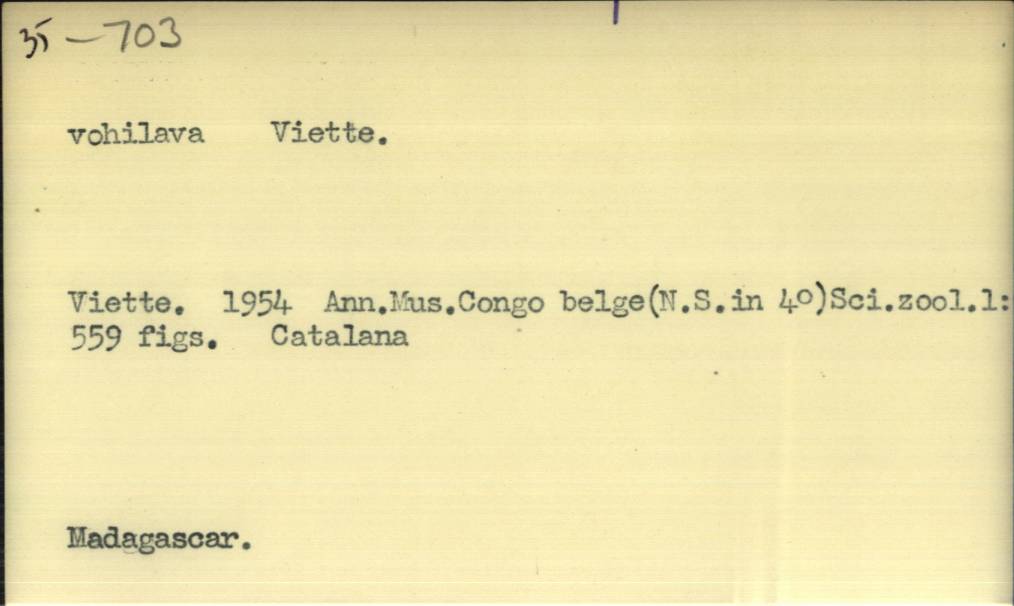 35-703
vohilava Viette.
Viette. 1954 Ann.Mus.Congo belge(N.S.in 4º)Sci.zool.1:
559 figs. Catalana
Madagascar.